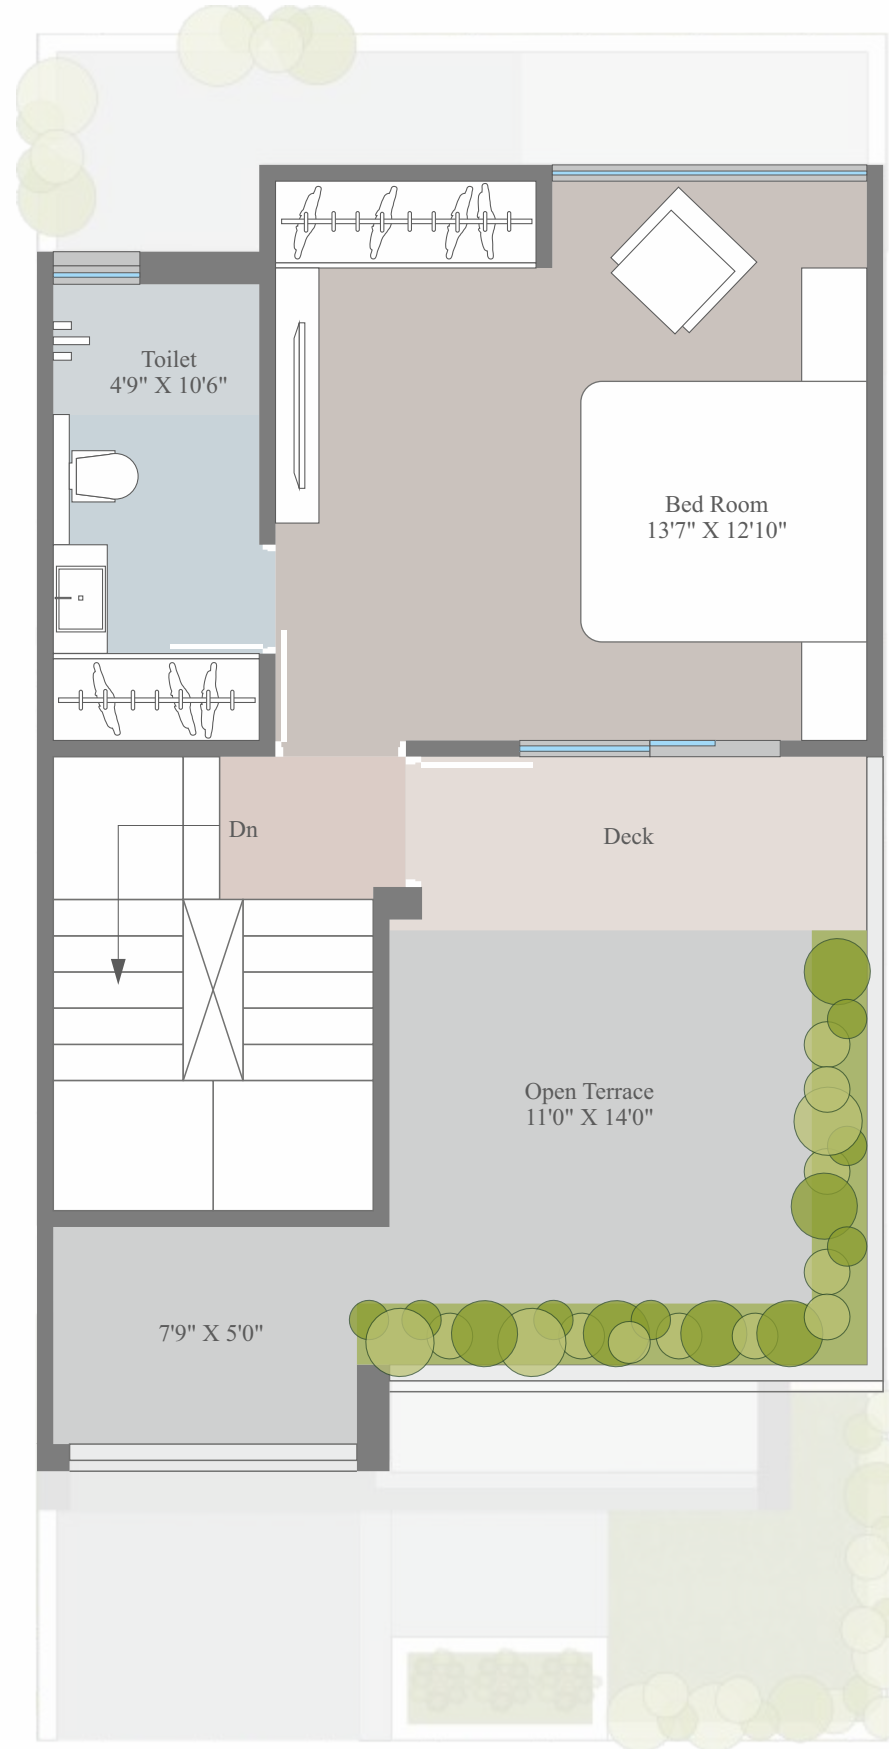 Toilet
4'9" X 10'6"
Bed Room
13'7" X 12'10"
Dn
Deck
Open Terrace
11'0" X 14'0"
7'9" X 5'0"